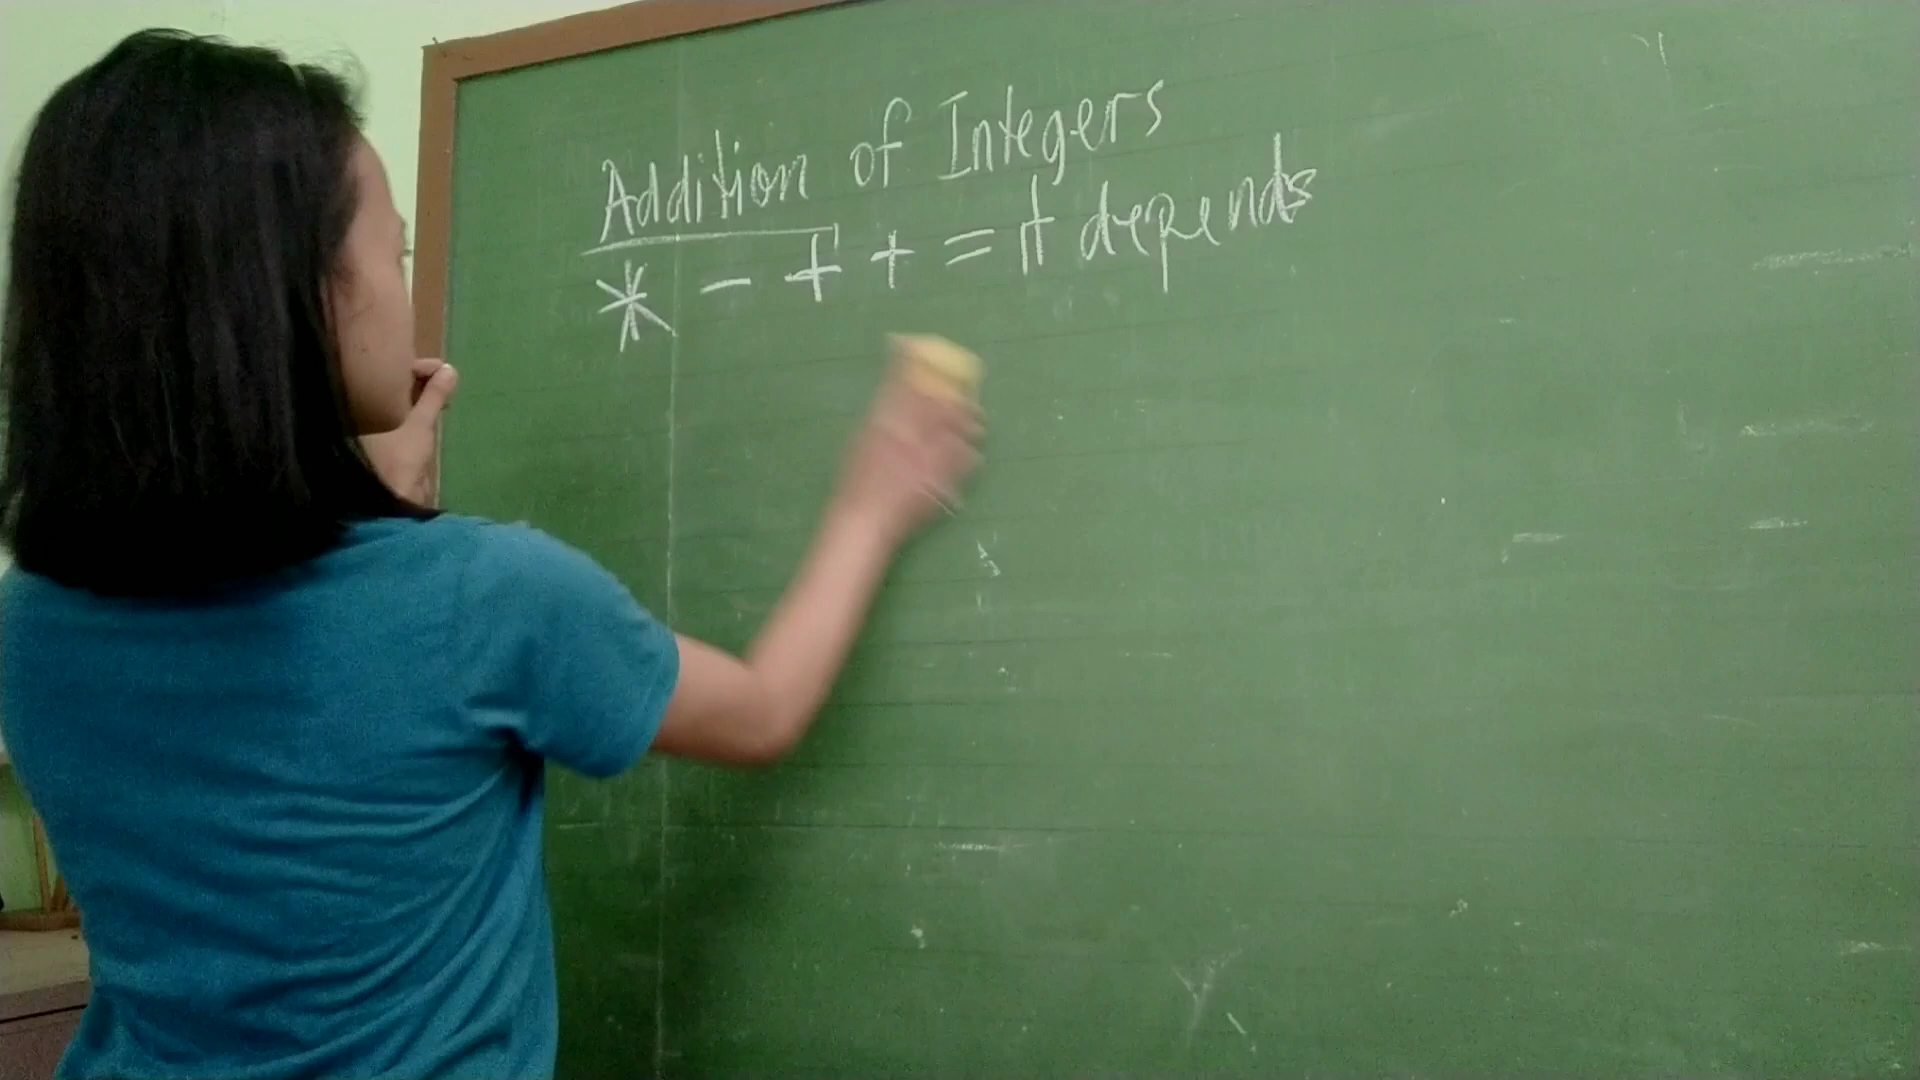 Addition of Integers
* - + + = it depends